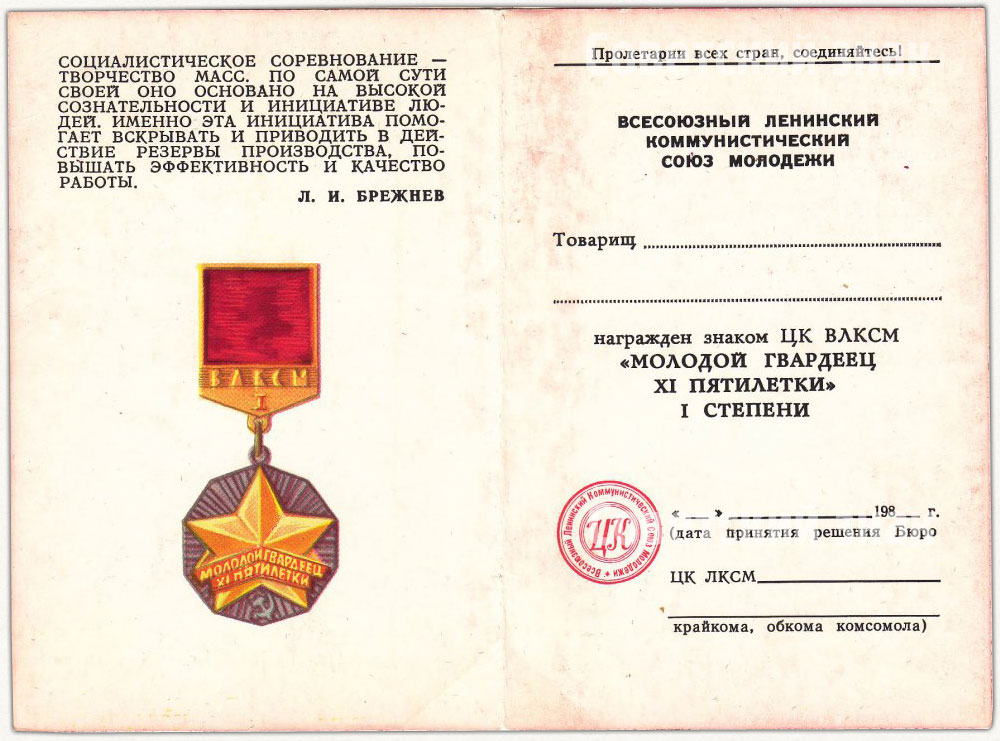 СОЦИАЛИСТИЧЕСКОЕ СОРЕВНОВАНИЕ —
ТВОРЧЕСТВО МАСС. ПО САМОЙ СУТИ
СВОЕЙ ОНО ОСНОВАНО НА ВЫСОКОЙ
СОЗНАТЕЛЬНОСТИ И ИНИЦИАТИВЕ ЛЮ-
ДЕЙ. ИМЕННО ЭТА ИНИЦИАТИВА ПОМО-
ГАЕТ ВСКРЫВАТЬ И ПРИВОДИТЬ В ДЕЙ-
СТВИЕ РЕЗЕРВЫ ПРОИЗВОДСТВА, ПО-
ВЫШАТЬ ЭФФЕКТИВНОСТЬ И КАЧЕСТВО
РАБОТЫ.
Л. И. БРЕЖНЕВ
ВЛКСМ
I
МОЛОДОЙ ГВАРДЕЕЦ
XI ПЯТИЛЕТКИ
Пролетарии всех стран, соединяйтесь!
ВСЕСОЮЗНЫЙ ЛЕНИНСКИЙ
КОММУНИСТИЧЕСКИЙ
СОЮЗ МОЛОДЕЖИ
Товарищ
награжден знаком ЦК ВЛКСМ
«МОЛОДОЙ ГВАРДЕЕЦ
XI ПЯТИЛЕТКИ»
I СТЕПЕНИ
Всесоюзный Ленинский Коммунистический Союз Молодежи
ЦК
«__» ____________198__ г.
(дата принятия решения Бюро
ЦК ЛКСМ
крайкома, обкома комсомола)